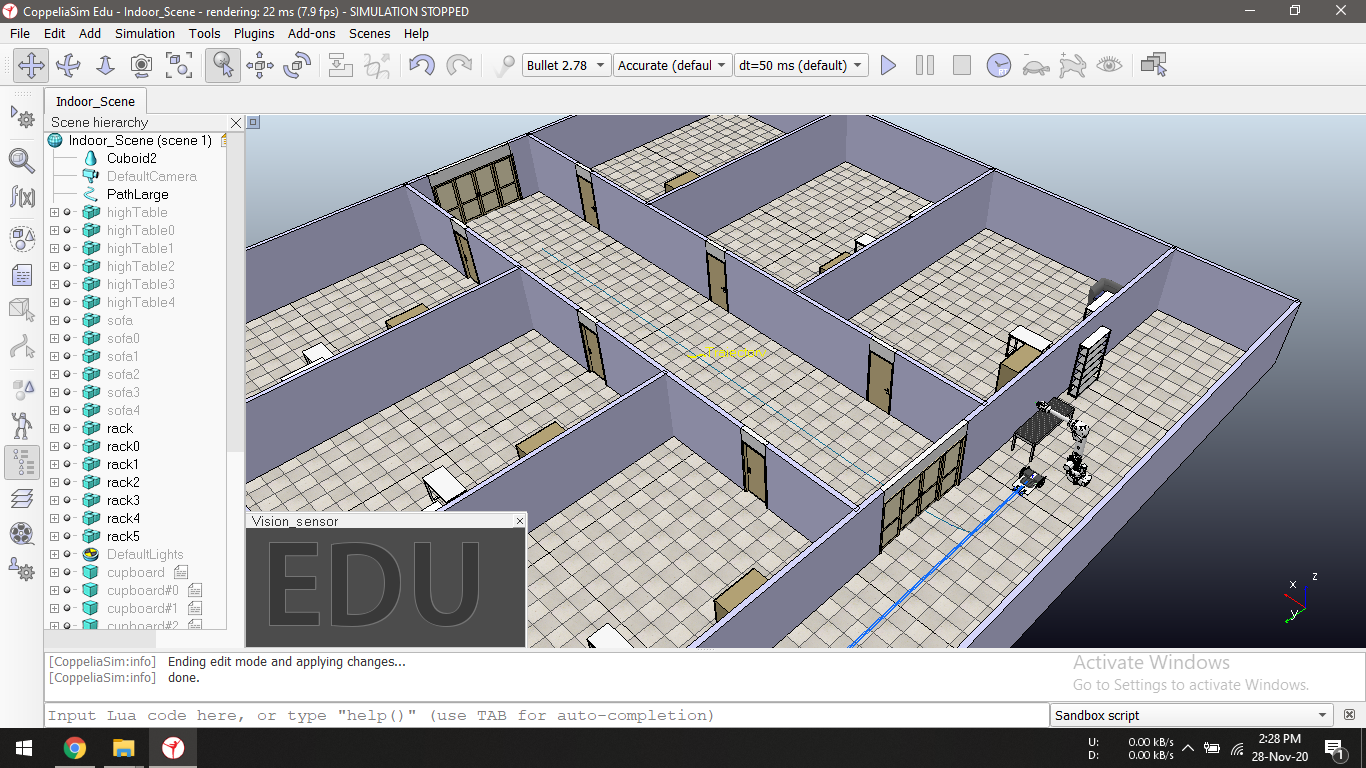 CoppeliaSim Edu - Indoor_Scene - rendering: 22 ms (7.9 fps) - SIMULATION STOPPED
File Edit Add Simulation Tools Plugins Add-ons Scenes Help
Bullet 2.78 Accurate (defaul dt=50 ms (default)
Indoor_Scene
Scene hierarchy
Indoor_Scene (scene 1)
Cuboid2
DefaultCamera
PathLarge
highTable
highTable0
highTable1
highTable2
highTable3
highTable4
sofa
sofa0
sofa1
sofa2
sofa3
sofa4
rack
rack0
rack1
rack2
rack3
rack4
rack5
DefaultLights
cupboard
cupboard#0
cupboard#1
cupboard#2
Vision_sensor
EDU
x z
y
[CoppeliaSim:info] Ending edit mode and applying changes...
[CoppeliaSim:info] done.
Activate Windows
Go to Settings to activate Windows.
Input Lua code here, or type "help()" (use TAB for auto-completion)
Sandbox script
U: 0.00 kB/s
D: 0.00 kB/s
2:28 PM
28-Nov-20
1